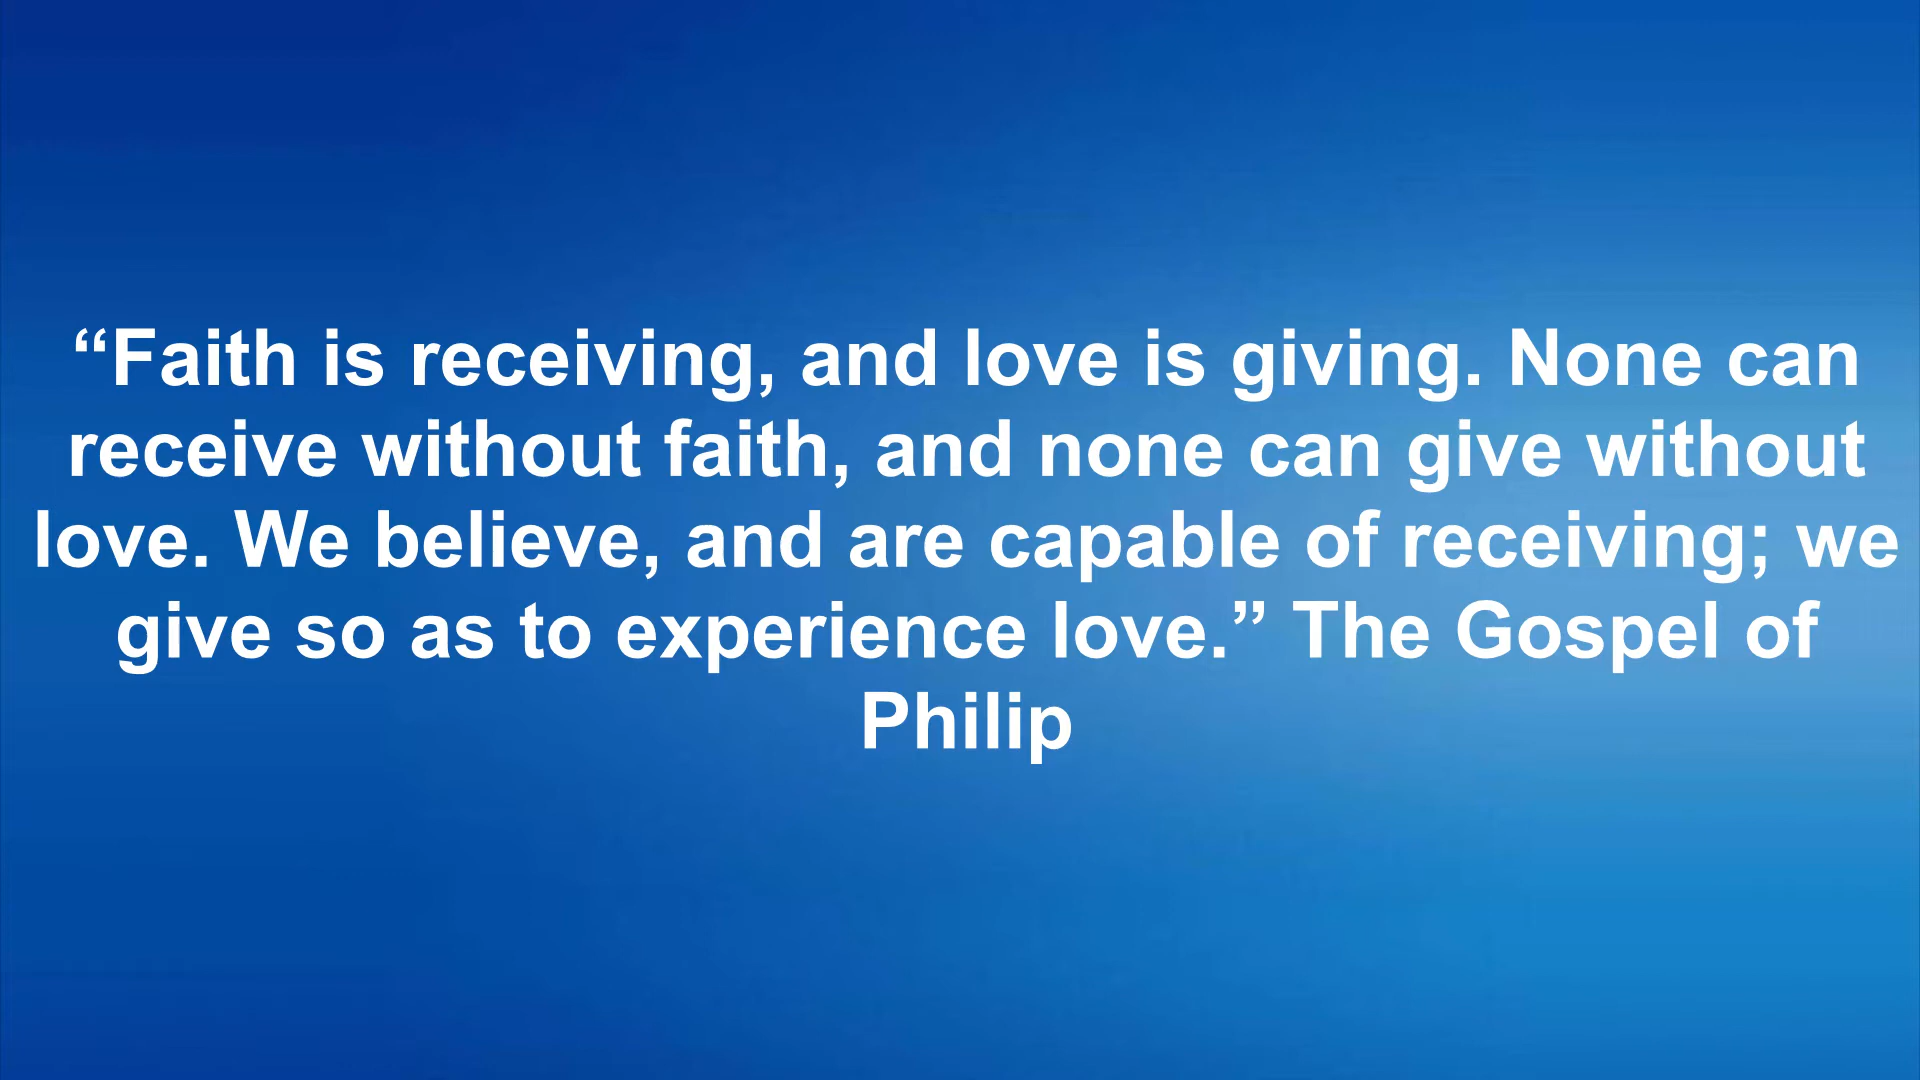 “Faith is receiving, and love is giving. None can
receive without faith, and none can give without
love. We believe, and are capable of receiving; we
give so as to experience love.” The Gospel of
Philip